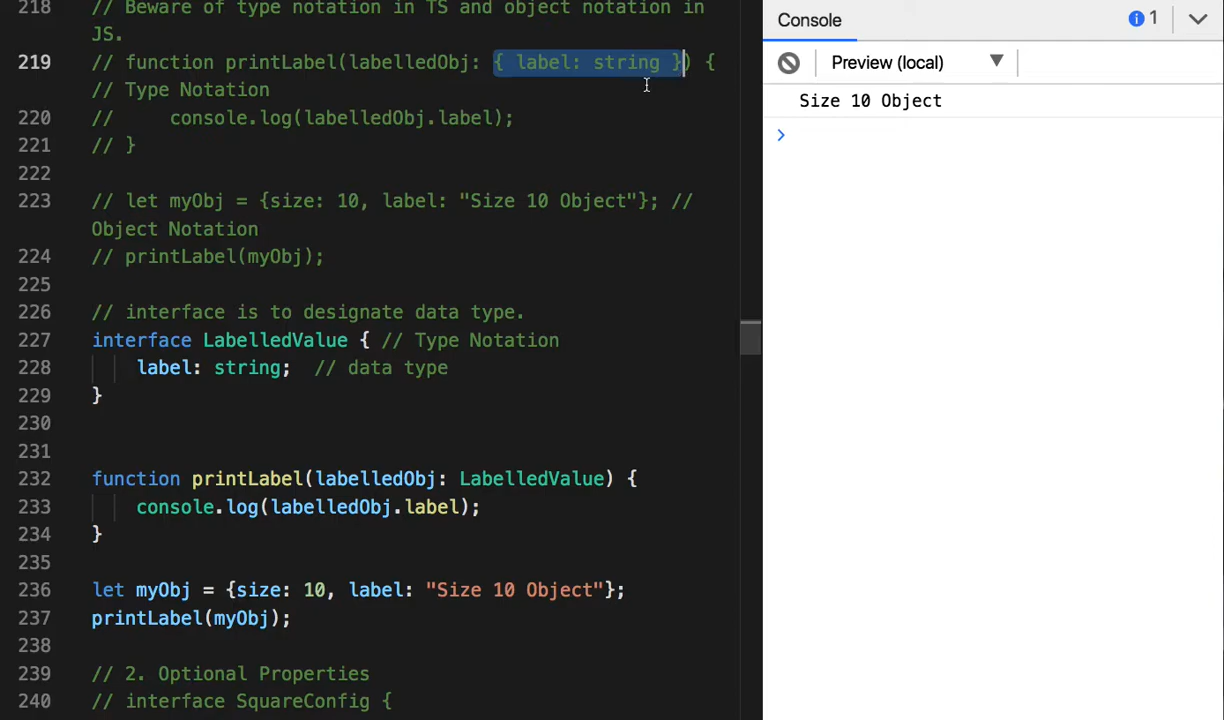 218 // Beware of type notation in TS and object notation in
JS.
219 // function printLabel(labelledObj: { label: string }) {
// Type Notation
220 //     console.log(labelledObj.label);
221 // }
222
223 // let myObj = {size: 10, label: "Size 10 Object"}; //
Object Notation
224 // printLabel(myObj);
225
226 // interface is to designate data type.
227 interface LabelledValue { // Type Notation
228     label: string;  // data type
229 }
230
231
232 function printLabel(labelledObj: LabelledValue) {
233     console.log(labelledObj.label);
234 }
235
236 let myObj = {size: 10, label: "Size 10 Object"};
237 printLabel(myObj);
238
239 // 2. Optional Properties
240 // interface SquareConfig {
Console
1
Preview (local)
Size 10 Object